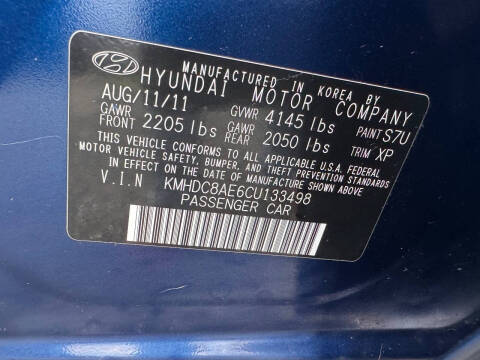 MANUFACTURED IN KOREA BY
HYUNDAI MOTOR COMPANY
AUG/11/11 GVWR 4145 lbs PAINT S7U
GAWR FRONT 2205 lbs GAWR REAR 2050 lbs TRIM XP
THIS VEHICLE CONFORMS TO ALL APPLICABLE U.S.A. FEDERAL
MOTOR VEHICLE SAFETY, BUMPER, AND THEFT PREVENTION STANDARDS
IN EFFECT ON THE DATE OF MANUFACTURE SHOWN ABOVE.
V.I.N KMHDC8AE6CU133498
PASSENGER CAR